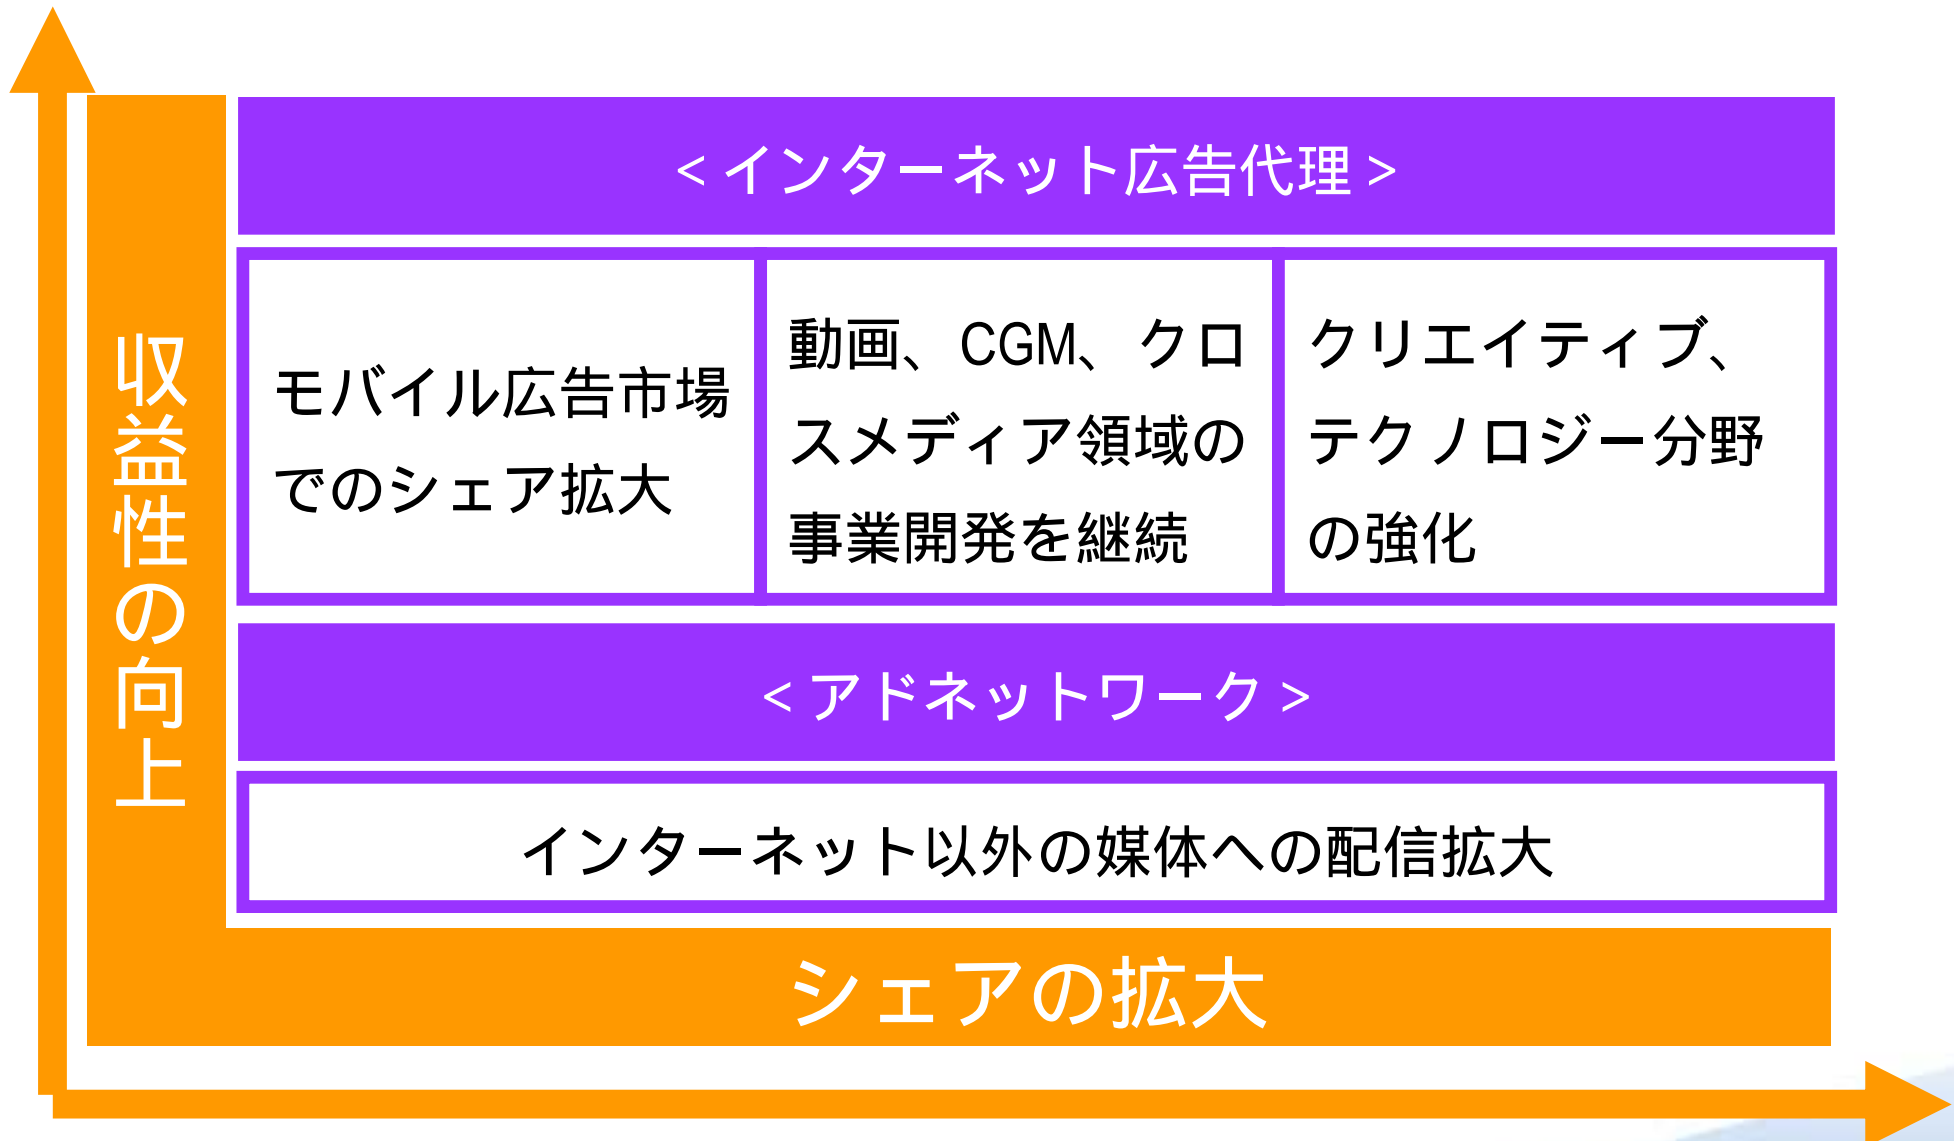 収益性の向上
<インターネット広告代理>
モバイル広告市場
でのシェア拡大
動画、CGM、クロ
スメディア領域の
事業開発を継続
クリエイティブ、
テクノロジー分野
の強化
<アドネットワーク>
インターネット以外の媒体への配信拡大
シェアの拡大